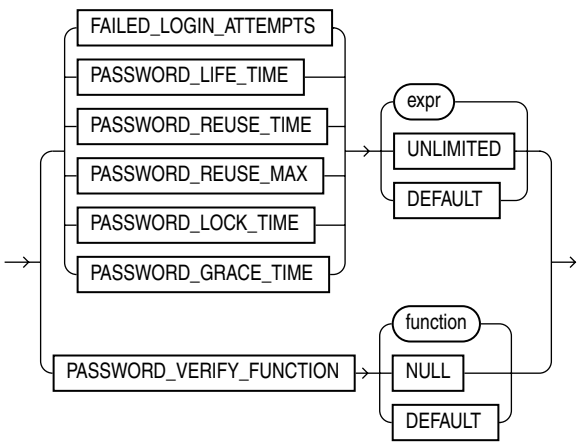 FAILED_LOGIN_ATTEMPTS
PASSWORD_LIFE_TIME
PASSWORD_REUSE_TIME
PASSWORD_REUSE_MAX
PASSWORD_LOCK_TIME
PASSWORD_GRACE_TIME
expr
UNLIMITED
DEFAULT
PASSWORD_VERIFY_FUNCTION
function
NULL
DEFAULT